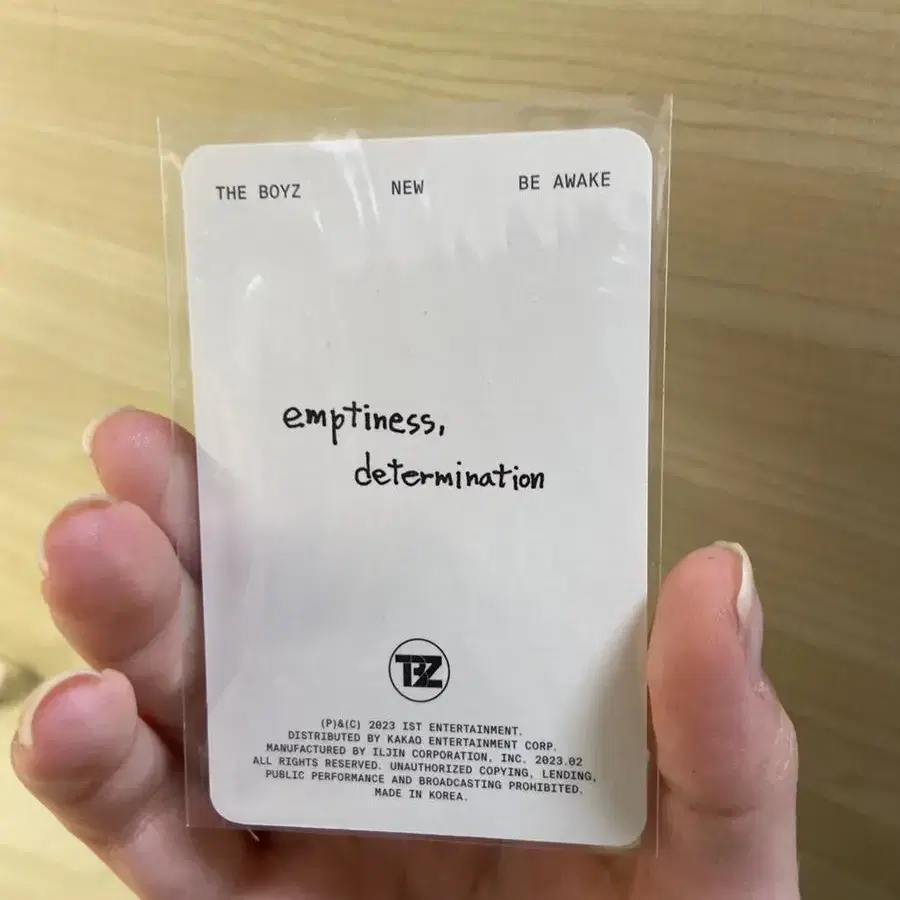 THE BOYZ NEW BE AWAKE
emptiness,
determination
TBZ
(P)&(C) 2023 IST ENTERTAINMENT.
DISTRIBUTED BY KAKAO ENTERTAINMENT CORP.
MANUFACTURED BY ILJIN CORPORATION, INC. 2023.02
ALL RIGHTS RESERVED. UNAUTHORIZED COPYING, LENDING,
PUBLIC PERFORMANCE AND BROADCASTING PROHIBITED.
MADE IN KOREA.